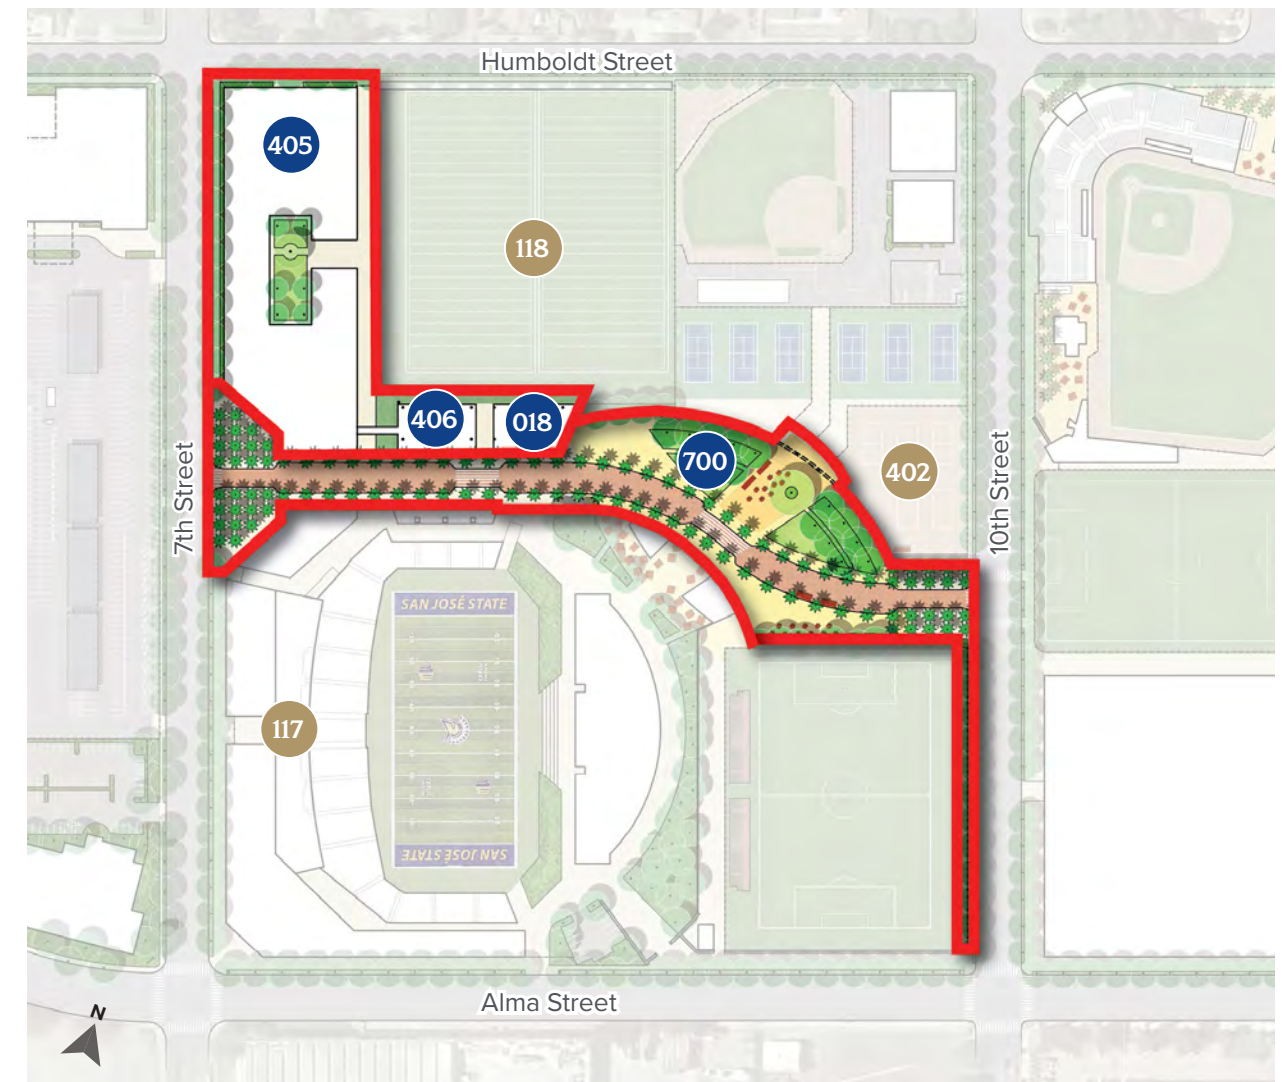 Humboldt Street
405
118
406
018
700
402
7th Street
10th Street
SAN JOSÉ STATE
117
SAN JOSÉ STATE
Alma Street
N